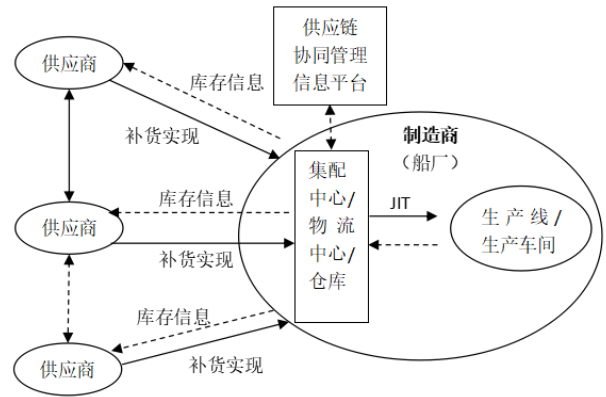 供应链
协同管理
信息平台
供应商
库存信息
补货实现
制造商
（船厂）
集配
中心/
物 流
中心/
仓库
库存信息
JIT
供应商
生 产 线 /
生产车间
补货实现
库存信息
供应商
补货实现